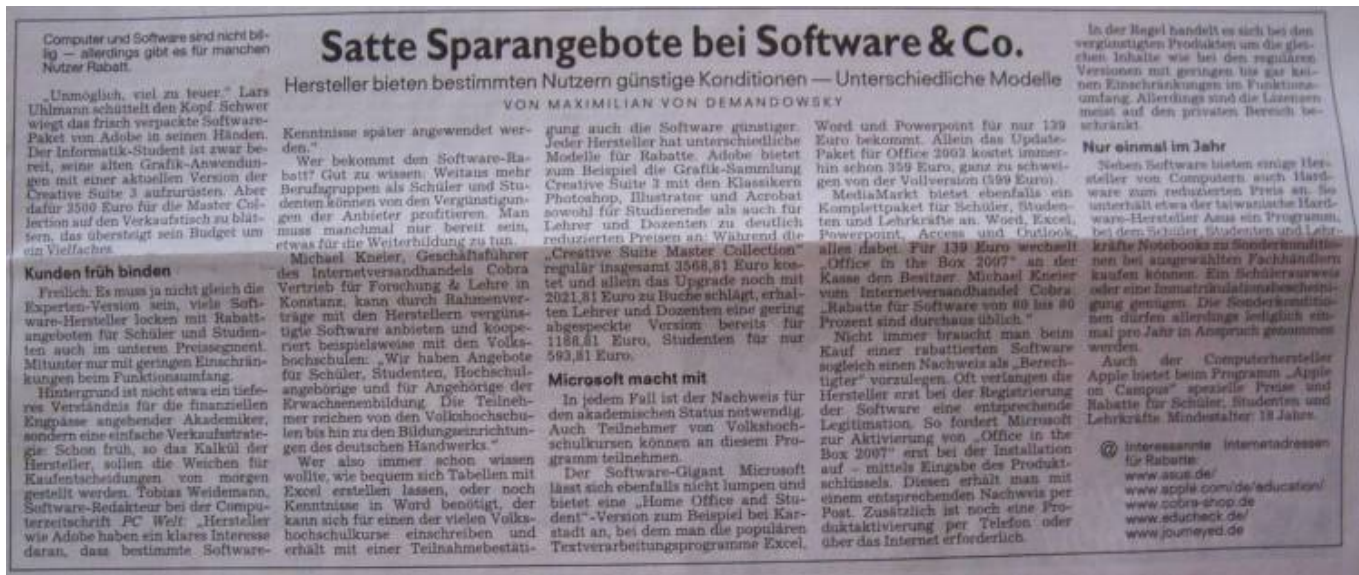 Computer und Software sind nicht bil-
lig — allerdings gibt es für manchen
Nutzer Rabatt.
Satte Sparangebote bei Software & Co.
Hersteller bieten bestimmten Nutzern günstige Konditionen — Unterschiedliche Modelle
VON MAXIMILIAN VON DEMANDOWSKY
„Unmöglich, viel zu teuer.“ Lars
Uhlmann schüttelt den Kopf. Schwer
wiegt das frisch verpackte Software-
Paket von Adobe in seinen Händen.
Der Informatik-Student ist zwar be-
reit, seine alten Grafik-Anwendun-
gen mit einer aktuellen Version der
Creative Suite 3 aufzurüsten. Aber
dafür 3500 Euro für die Master Col-
lection auf den Verkaufstisch zu blät-
tern, das übersteigt sein Budget um
ein Vielfaches.
Kunden früh binden
Freilich: Es muss ja nicht gleich die
Experten-Version sein, viele Soft-
ware-Hersteller locken mit Rabatt-
angeboten für Schüler und Studen-
ten auch im unteren Preissegment.
Mitunter nur mit geringen Einschrän-
kungen beim Funktionsumfang.
Hintergrund ist nicht etwa ein tiefe-
res Verständnis für die finanziellen
Engpässe angehender Akademiker,
sondern eine einfache Verkaufsstrate-
gie: Schon früh, so das Kalkül der
Hersteller, sollen die Weichen für
Kaufentscheidungen von morgen
gestellt werden. Tobias Weidemann,
Software-Redakteur bei der Compu-
terzeitschrift PC Welt: „Hersteller
wie Adobe haben ein klares Interesse
daran, dass bestimmte Software-
Kenntnisse später angewendet wer-
den.“
Wer bekommt den Software-Ra-
batt? Gut zu wissen: Weitaus mehr
Berufsgruppen als Schüler und Stu-
denten können von den Vergünstigun-
gen der Anbieter profitieren. Man
muss manchmal nur bereit sein,
etwas für die Weiterbildung zu tun.
Michael Kneier, Geschäftsführer
des Internetversandhandels Cobra
Vertrieb für Forschung & Lehre in
Konstanz, kann durch Rahmenver-
träge mit den Herstellern vergüns-
tigte Software anbieten und koope-
riert beispielsweise mit den Volks-
hochschulen: „Wir haben Angebote
für Schüler, Studenten, Hochschul-
angehörige und für Angehörige der
Erwachsenenbildung. Die Teilneh-
mer reichen von den Volkshochschu-
len bis hin zu den Bildungseinrichtun-
gen des deutschen Handwerks.“
Wer also immer schon wissen
wollte, wie bequem sich Tabellen mit
Excel erstellen lassen, oder noch
Kenntnisse in Word benötigt, der
kann sich für einen der vielen Volks-
hochschulkurse einschreiben und
erhält mit einer Teilnahmebestäti-
gung auch die Software günstiger.
Jeder Hersteller hat unterschiedliche
Modelle für Rabatte. Adobe bietet
zum Beispiel die Grafik-Sammlung
Creative Suite 3 mit den Klassikern
Photoshop, Illustrator und Acrobat
sowohl für Studierende als auch für
Lehrer und Dozenten zu deutlich
reduzierten Preisen an: Während die
„Creative Suite Master Collection“
regulär insgesamt 3568,81 Euro kos-
tet und allein das Upgrade noch mit
2021,81 Euro zu Buche schlägt, erhal-
ten Lehrer und Dozenten eine gering
abgespeckte Version bereits für
1188,81 Euro, Studenten für nur
593,81 Euro.
Microsoft macht mit
In jedem Fall ist der Nachweis für
den akademischen Status notwendig.
Auch Teilnehmer von Volkshoch-
schulkursen können an diesem Pro-
gramm teilnehmen.
Der Software-Gigant Microsoft
lässt sich ebenfalls nicht lumpen und
bietet eine „Home Office and Stu-
dent“-Version zum Beispiel bei Kar-
stadt an, bei dem man die populären
Textverarbeitungsprogramme Excel,
Word und Powerpoint für nur 139
Euro bekommt. Allein das Update-
Paket für Office 2003 kostet immer-
hin schon 359 Euro, ganz zu schwei-
gen von der Vollversion (599 Euro).
MediaMarkt bietet ebenfalls ein
Komplettpaket für Schüler, Studen-
ten und Lehrkräfte an. Word, Excel,
Powerpoint, Access und Outlook,
alles dabei. Für 139 Euro wechselt
„Office in the Box 2007“ an der
Kasse den Besitzer. Michael Kneier
vom Internetversandhandel Cobra:
„Rabatte für Software von 60 bis 80
Prozent sind durchaus üblich.“
Nicht immer braucht man beim
Kauf einer rabattierten Software
sogleich einen Nachweis als „Berech-
tigter“ vorzulegen. Oft verlangen die
Hersteller erst bei der Registrierung
der Software eine entsprechende
Legitimation. So fordert Microsoft
zur Aktivierung von „Office in the
Box 2007“ erst bei der Installation
auf – mittels Eingabe des Produkt-
schlüssels. Diesen erhält man mit
einem entsprechenden Nachweis per
Post. Zusätzlich ist noch eine Pro-
duktaktivierung per Telefon oder
über das Internet erforderlich.
In der Regel handelt es sich bei den
vergünstigten Produkten um die glei-
chen Inhalte wie bei den regulären
Versionen mit geringen bis gar kei-
nen Einschränkungen im Funktions-
umfang. Allerdings sind die Lizenzen
meist auf den privaten Bereich be-
schränkt.
Nur einmal im Jahr
Neben Software bieten einige Her-
steller von Computern auch Hard-
ware zum reduzierten Preis an. So
unterhält etwa der taiwanische Hard-
ware-Hersteller Asus ein Programm,
bei dem Schüler, Studenten und Lehr-
kräfte Notebooks zu Sonderkonditio-
nen bei ausgewählten Fachhändlern
kaufen können. Ein Schülerausweis
oder eine Immatrikulationsbescheini-
gung genügen. Die Sonderkonditio-
nen dürfen allerdings lediglich ein-
mal pro Jahr in Anspruch genommen
werden.
Auch der Computerhersteller
Apple bietet beim Programm „Apple
on Campus“ spezielle Preise und
Rabatte für Schüler, Studenten und
Lehrkräfte. Mindestalter: 18 Jahre.
@ Interessante Internetadressen
für Rabatte:
www.asus.de/
www.apple.com/de/education/
www.cobra-shop.de
www.educheck.de/
www.journeyed.de